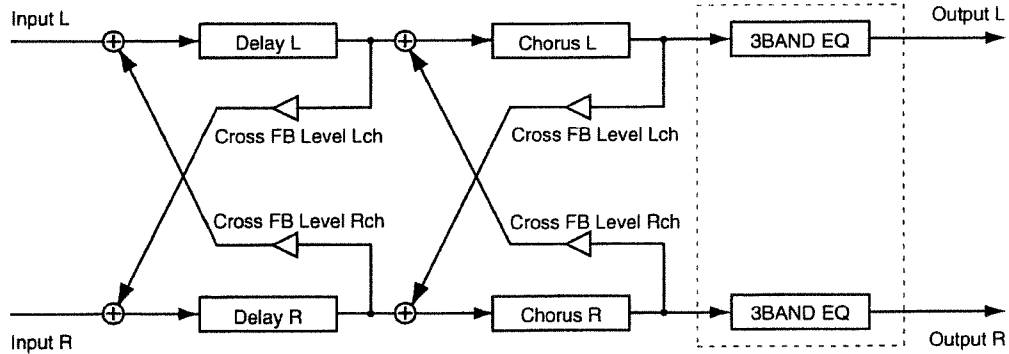 Input L
Output L
Delay L
Chorus L
3BAND EQ
Cross FB Level Lch
Cross FB Level Lch
Cross FB Level Rch
Cross FB Level Rch
Delay R
Chorus R
3BAND EQ
Input R
Output R